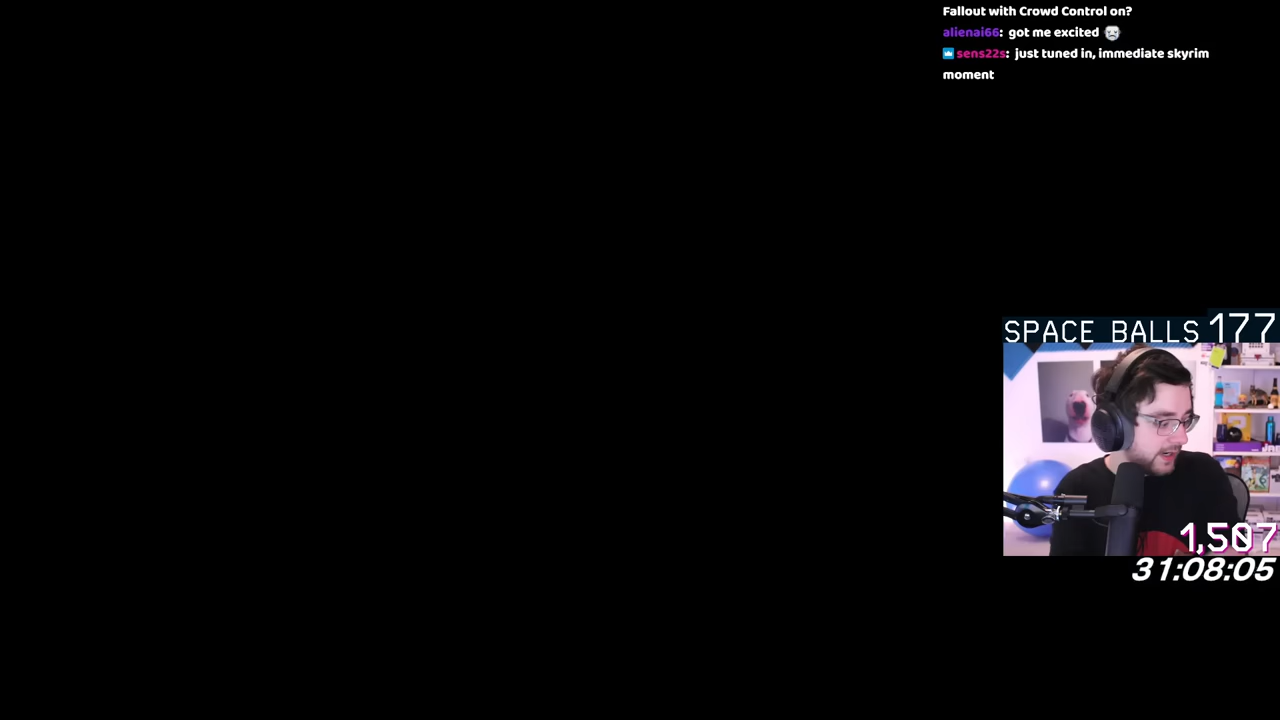 Fallout with Crowd Control on?
alienai66: got me excited
sens22s: just tuned in, immediate skyrim
moment
SPACE BALLS 177
1,507
31:08:05